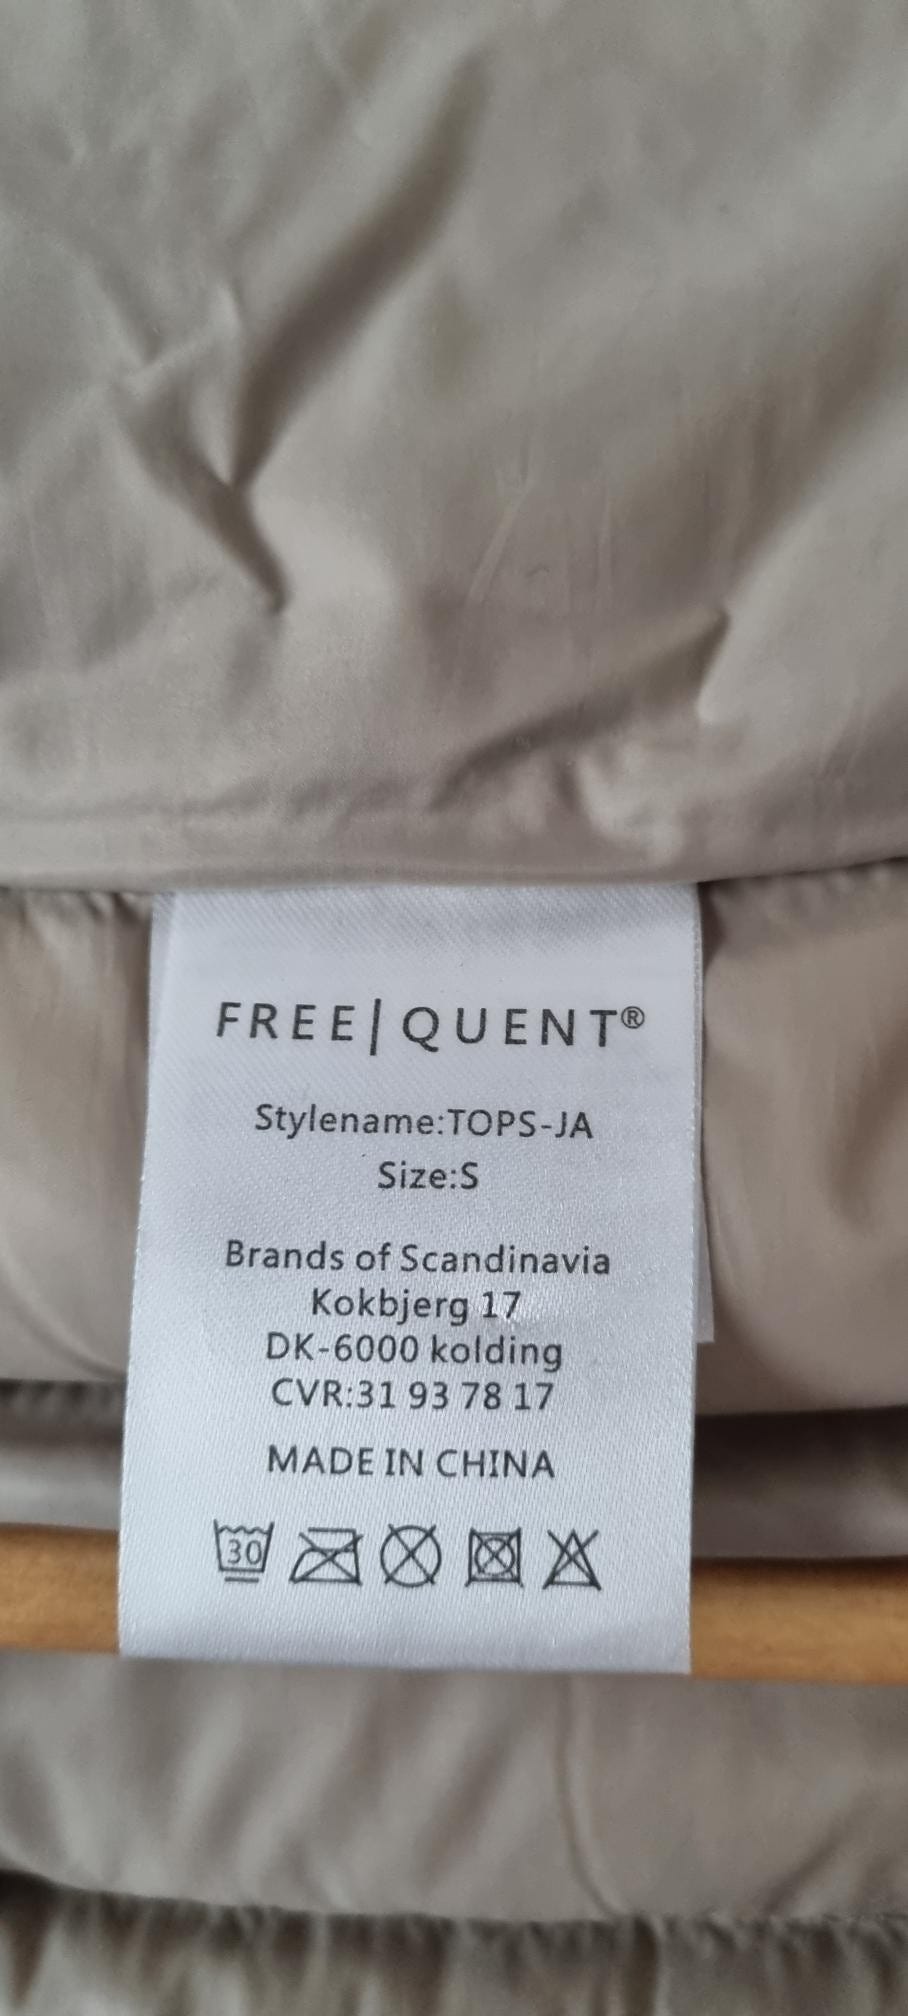 FREE|QUENT®
Stylename:TOPS-JA
Size:S
Brands of Scandinavia
Kokbjerg 17
DK-6000 kolding
CVR:31 93 78 17
MADE IN CHINA
30